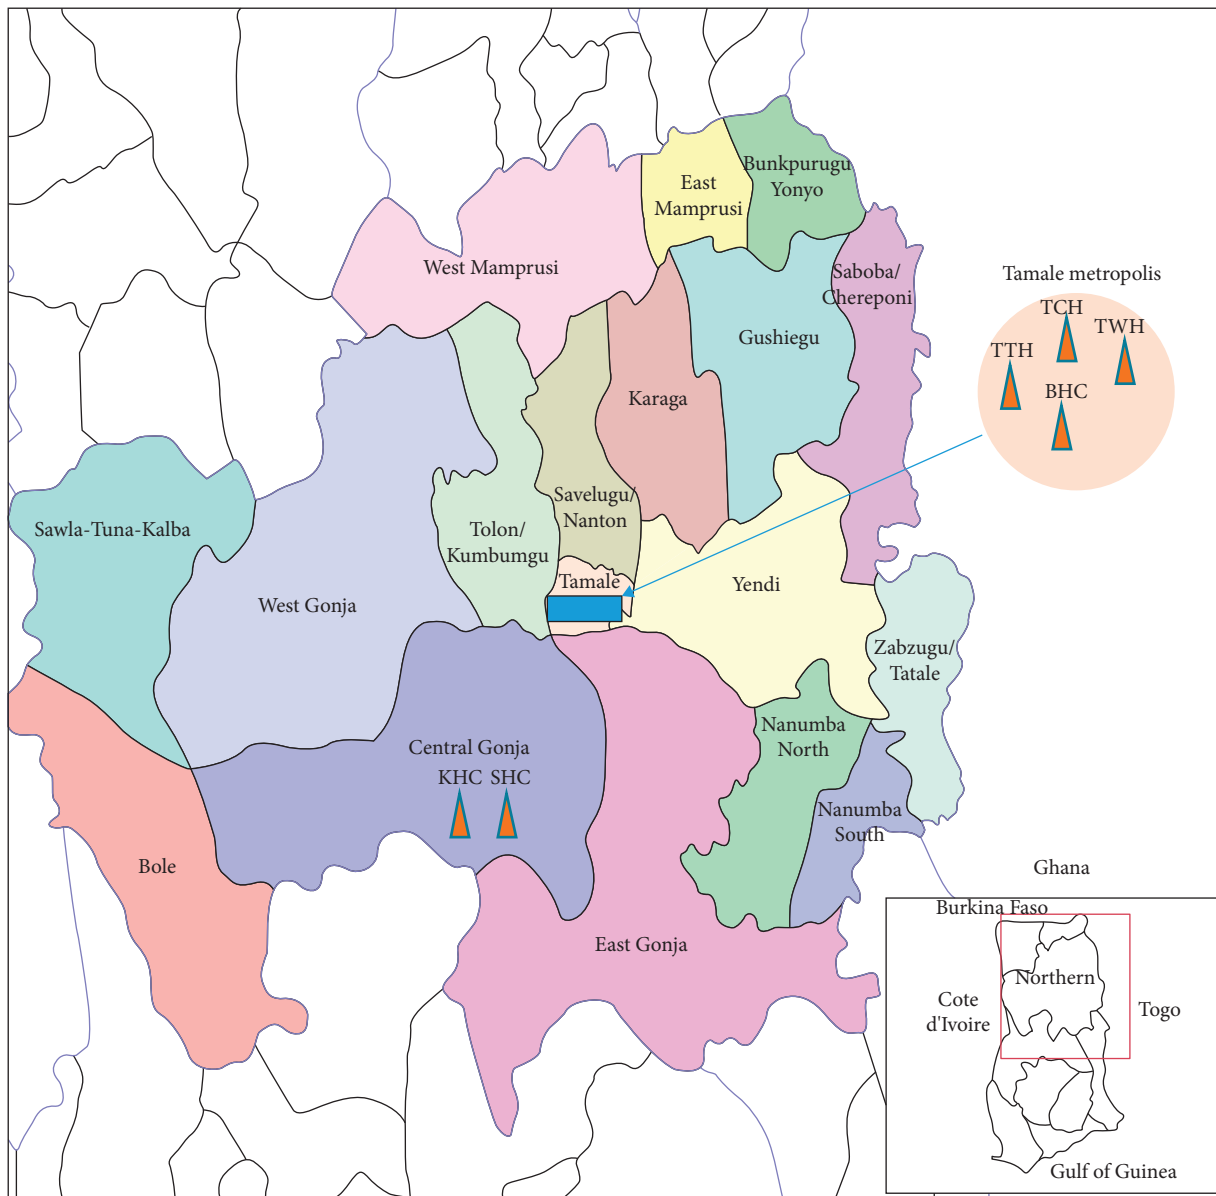 Bunkpurugu
Yonyo
East
Mamprusi
West Mamprusi
Saboba/
Chereponi
Tamale metropolis
TCH
TWH
TTH
BHC
Gushiegu
Karaga
Savelugu/
Nanton
Sawla-Tuna-Kalba
Tolon/
Kumbumgu
Tamale
Yendi
West Gonja
Zabzugu/
Tatale
Nanumba
North
Central Gonja
KHC SHC
Nanumba
South
Bole
East Gonja
Ghana
Burkina Faso
Northern
Cote
d'Ivoire
Togo
Gulf of Guinea